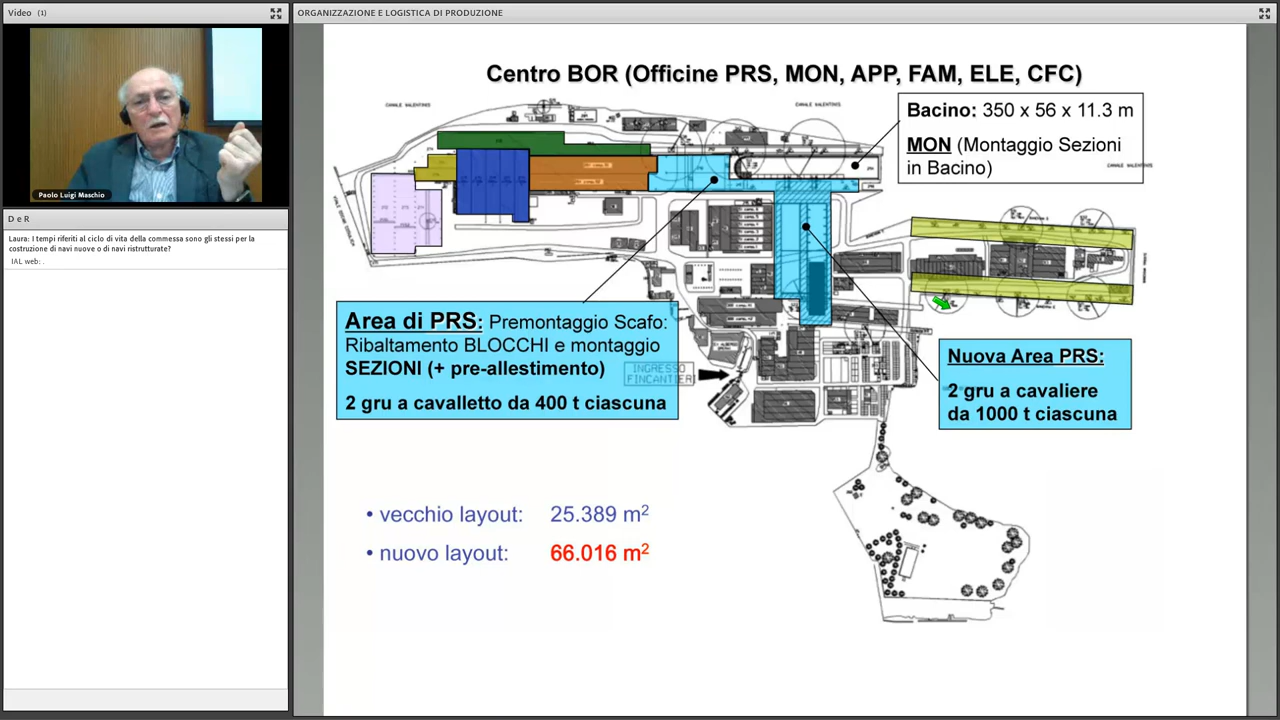 Video (1)
ORGANIZZAZIONE E LOGISTICA DI PRODUZIONE
Paolo Luigi Maschio
D e R
Laura: I tempi riferiti al ciclo di vita della commessa sono gli stessi per la
costruzione di navi nuove o di navi ristrutturate?
IAL web: .
Centro BOR (Officine PRS, MON, APP, FAM, ELE, CFC)
CANALE VALENTINIS
CANALE VALENTINIS
Bacino: 350 x 56 x 11.3 m
MON (Montaggio Sezioni
in Bacino)
Area di PRS: Premontaggio Scafo:
Ribaltamento BLOCCHI e montaggio
SEZIONI (+ pre-allestimento)
2 gru a cavalletto da 400 t ciascuna
INGRESSO
FINCANTIERI
Nuova Area PRS:
2 gru a cavaliere
da 1000 t ciascuna
• vecchio layout: 25.389 m²
• nuovo layout: 66.016 m²